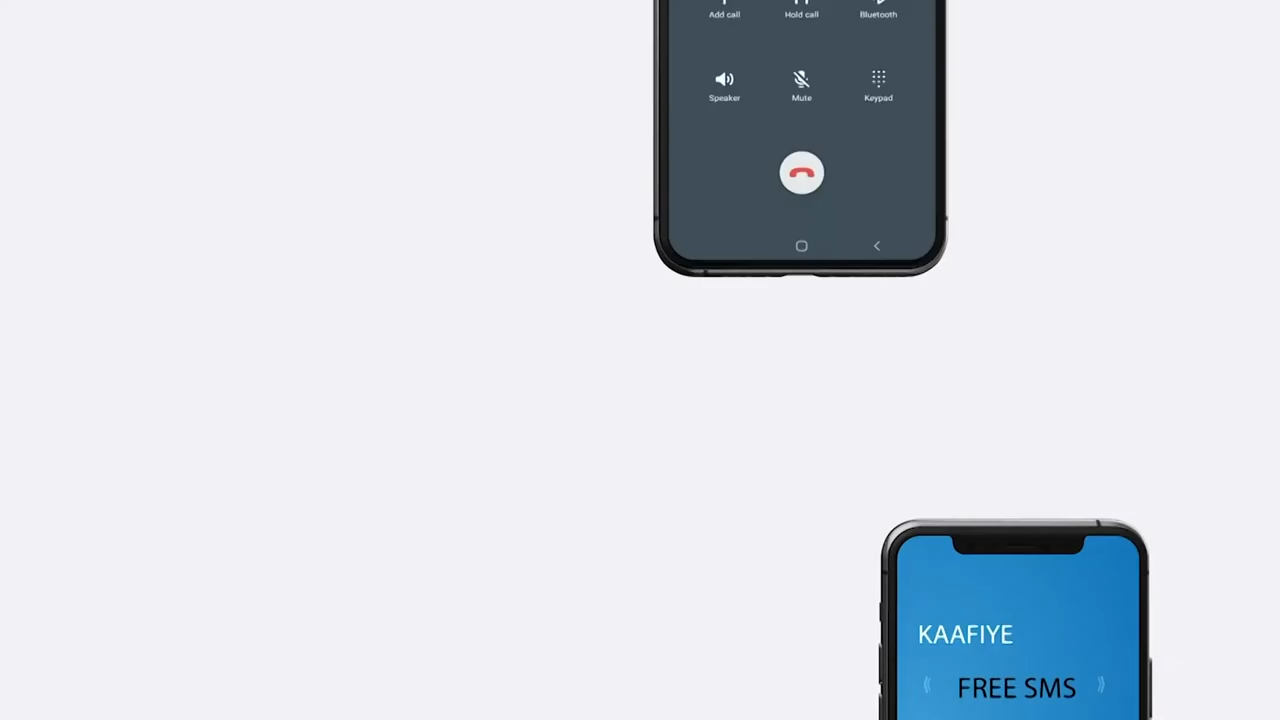 Add call Hold call Bluetooth
Speaker Mute Keypad
KAAFIYE
FREE SMS